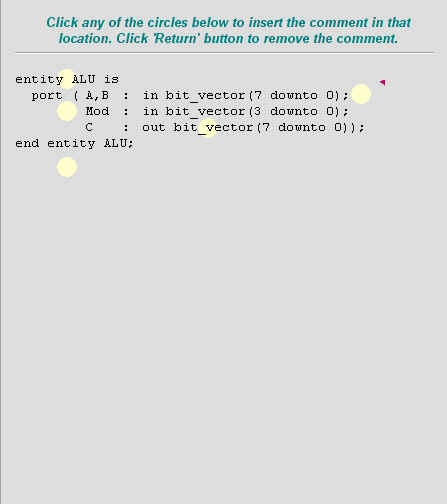 Click any of the circles below to insert the comment in that
location. Click 'Return' button to remove the comment.
entity ALU is
port ( A,B : in bit_vector(7 downto 0);
Mod : in bit_vector(3 downto 0);
C : out bit_vector(7 downto 0));
end entity ALU;